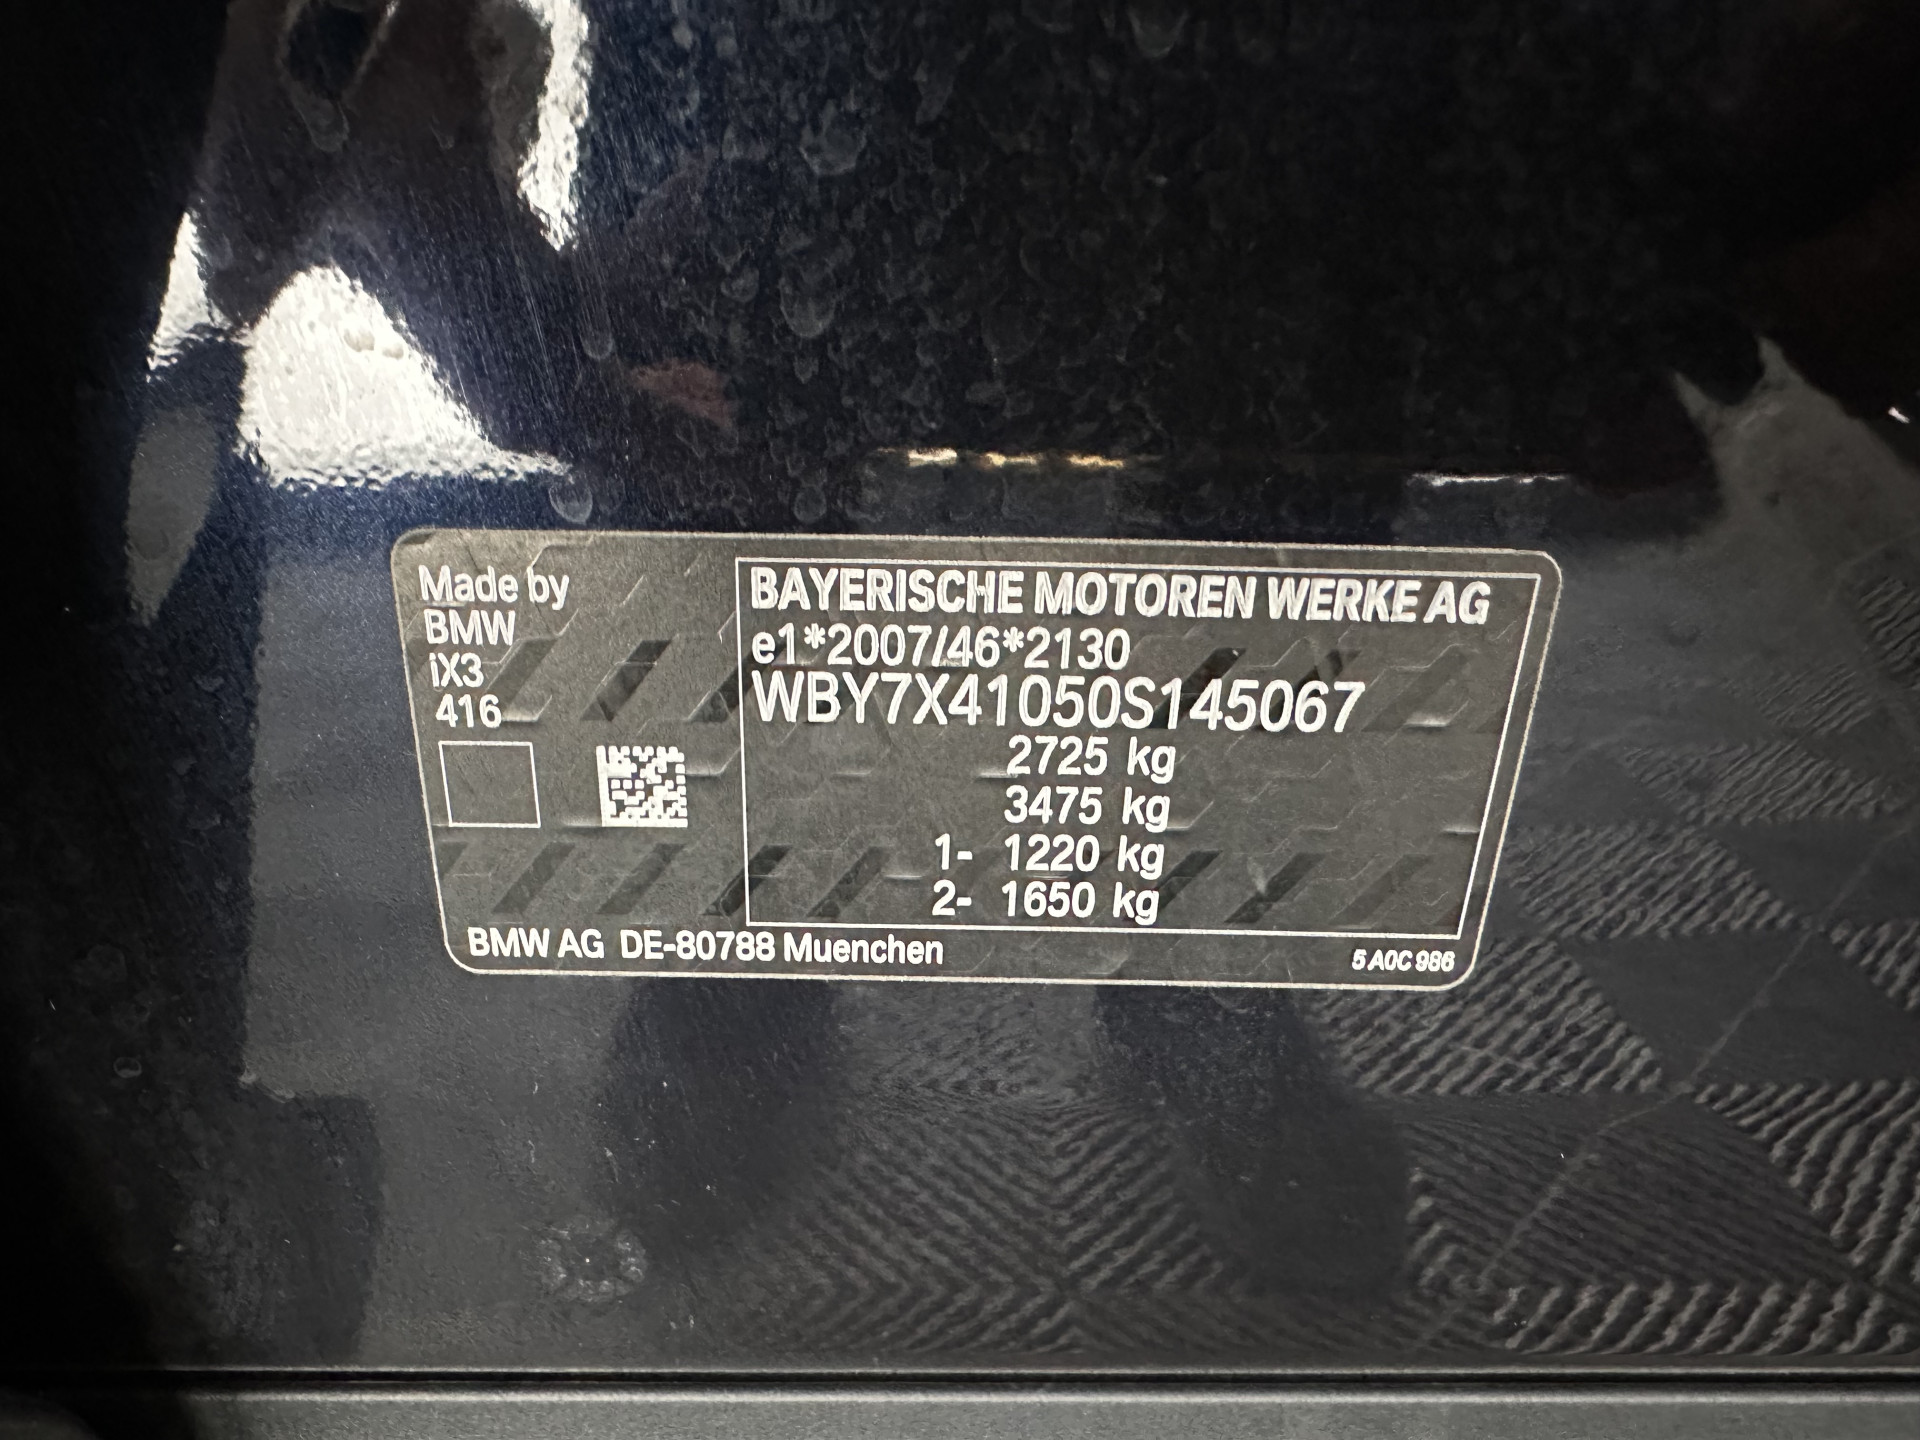 Made by
BMW
iX3
416
BAYERISCHE MOTOREN WERKE AG
e1*2007/46*2130
WBY7X41050S145067
2725 kg
3475 kg
1- 1220 kg
2- 1650 kg
BMW AG DE-80788 Muenchen
5 A0C 986